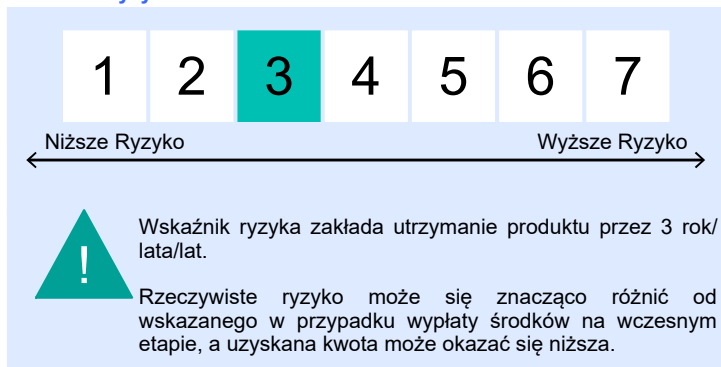 1 2 3 4 5 6 7
Niższe Ryzyko Wyższe Ryzyko
!
Wskaźnik ryzyka zakłada utrzymanie produktu przez 3 rok/
lata/lat.
Rzeczywiste ryzyko może się znacząco różnić od
wskazanego w przypadku wypłaty środków na wczesnym
etapie, a uzyskana kwota może okazać się niższa.